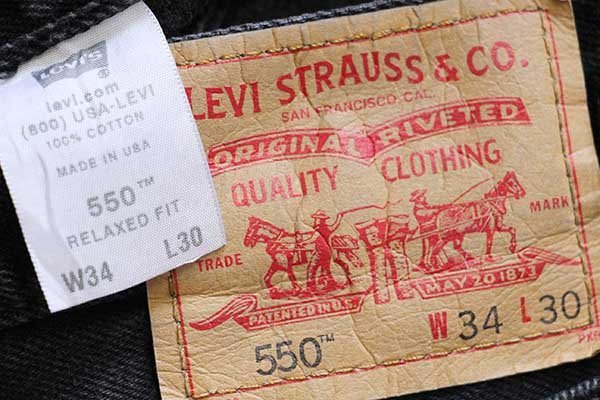 Levi's
levi.com
(800) USA-LEVI
100% COTTON
MADE IN USA
550™
RELAXED FIT
W34 L30
LEVI STRAUSS & CO.
SAN FRANCISCO, CAL.
ORIGINAL RIVETED
QUALITY CLOTHING
TRADE MARK
PATENTED IN U.S. MAY 20 1873
550™ W 34 L 30